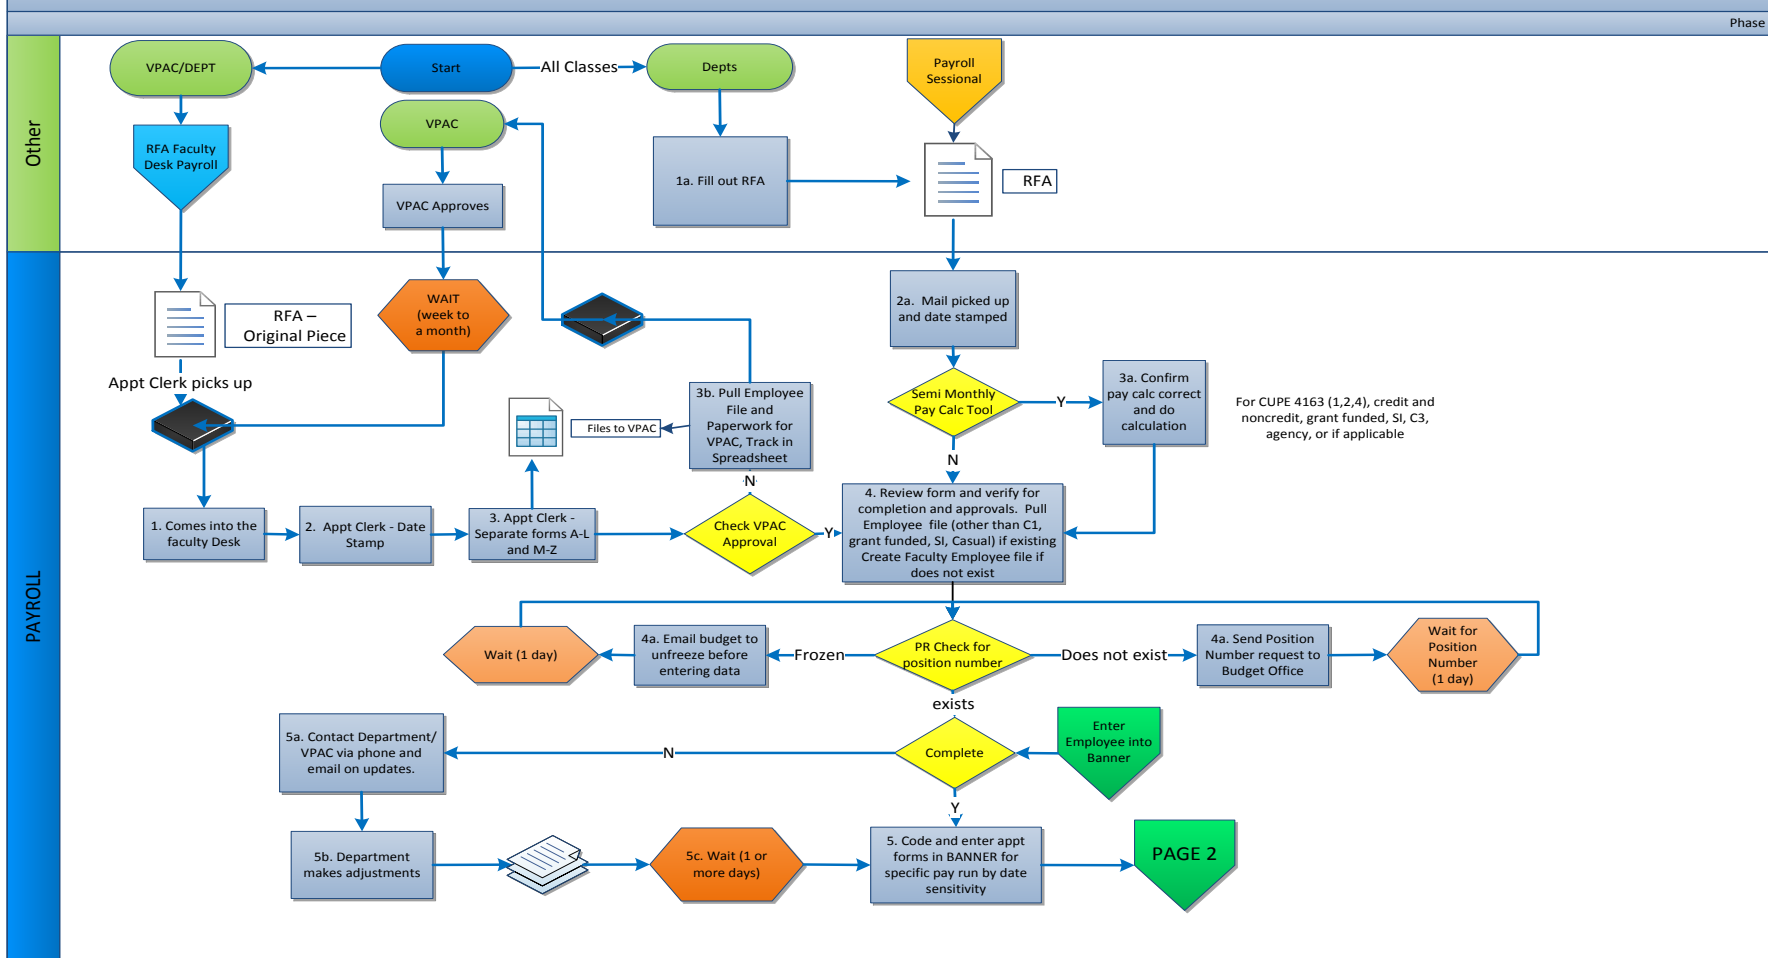 Phase
Other
VPAC/DEPT
Start
All Classes
Depts
Payroll
Sessional
VPAC
RFA Faculty
Desk Payroll
1a. Fill out RFA
RFA
VPAC Approves
PAYROLL
RFA –
Original Piece
WAIT
(week to
a month)
2a.  Mail picked up
and date stamped
Appt Clerk picks up
Semi Monthly
Pay Calc Tool
Y
3a. Confirm
pay calc correct
and do
calculation
For CUPE 4163 (1,2,4), credit and
noncredit, grant funded, SI, C3,
agency, or if applicable
3b. Pull Employee
File and
Paperwork for
VPAC, Track in
Spreadsheet
Files to VPAC
N
N
1. Comes into the
faculty Desk
2.  Appt Clerk - Date
Stamp
3. Appt Clerk -
Separate forms A-L
and M-Z
Check VPAC
Approval
Y
4. Review form and verify for
completion and approvals.  Pull
Employee  file (other than C1,
grant funded, SI, Casual) if existing
Create Faculty Employee file if
does not exist
Wait (1 day)
4a. Email budget to
unfreeze before
entering data
Frozen
PR Check for
position number
Does not exist
4a. Send Position
Number request to
Budget Office
Wait for
Position
Number
(1 day)
exists
5a. Contact Department/
VPAC via phone and
email on updates.
N
Complete
Enter
Employee into
Banner
Y
5b. Department
makes adjustments
5c. Wait (1 or
more days)
5. Code and enter appt
forms in BANNER for
specific pay run by date
sensitivity
PAGE 2